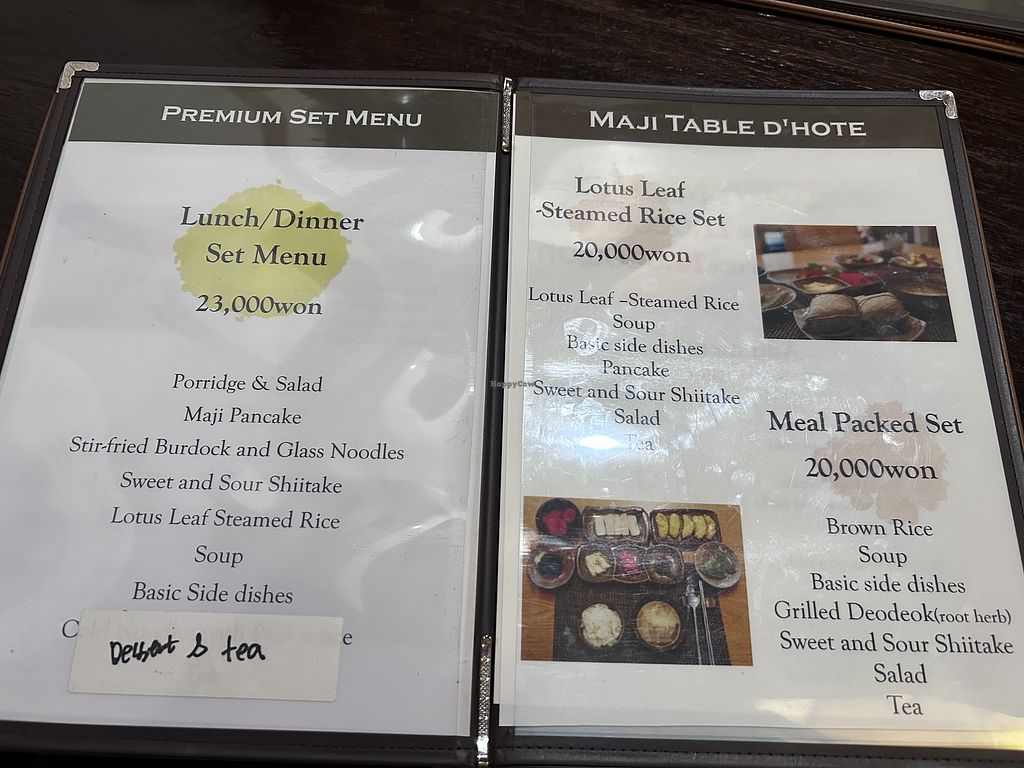 PREMIUM SET MENU
Lunch/Dinner
Set Menu
23,000won
Porridge & Salad
Maji Pancake
Stir-fried Burdock and Glass Noodles
Sweet and Sour Shiitake
Lotus Leaf Steamed Rice
Soup
Basic Side dishes
Dessert & tea
HappyCow
MAJI TABLE D'HOTE
Lotus Leaf
-Steamed Rice Set
20,000won
Lotus Leaf –Steamed Rice
Soup
Basic side dishes
Pancake
Sweet and Sour Shiitake
Salad
Tea
Meal Packed Set
20,000won
Brown Rice
Soup
Basic side dishes
Grilled Deodeok(root herb)
Sweet and Sour Shiitake
Salad
Tea